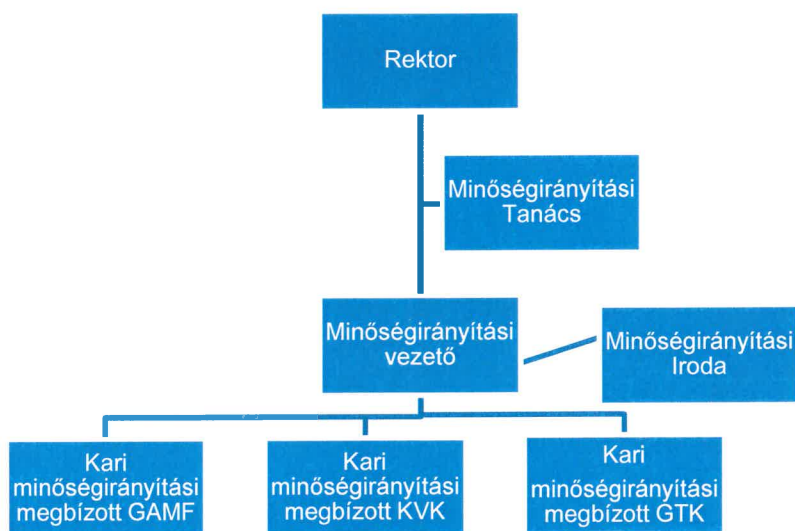 Rektor
Minőségirányítási
Tanács
Minőségirányítási
vezető
Minőségirányítási
Iroda
Kari
minőségirányítási
megbízott GAMF
Kari
minőségirányítási
megbízott KVK
Kari
minőségirányítási
megbízott GTK